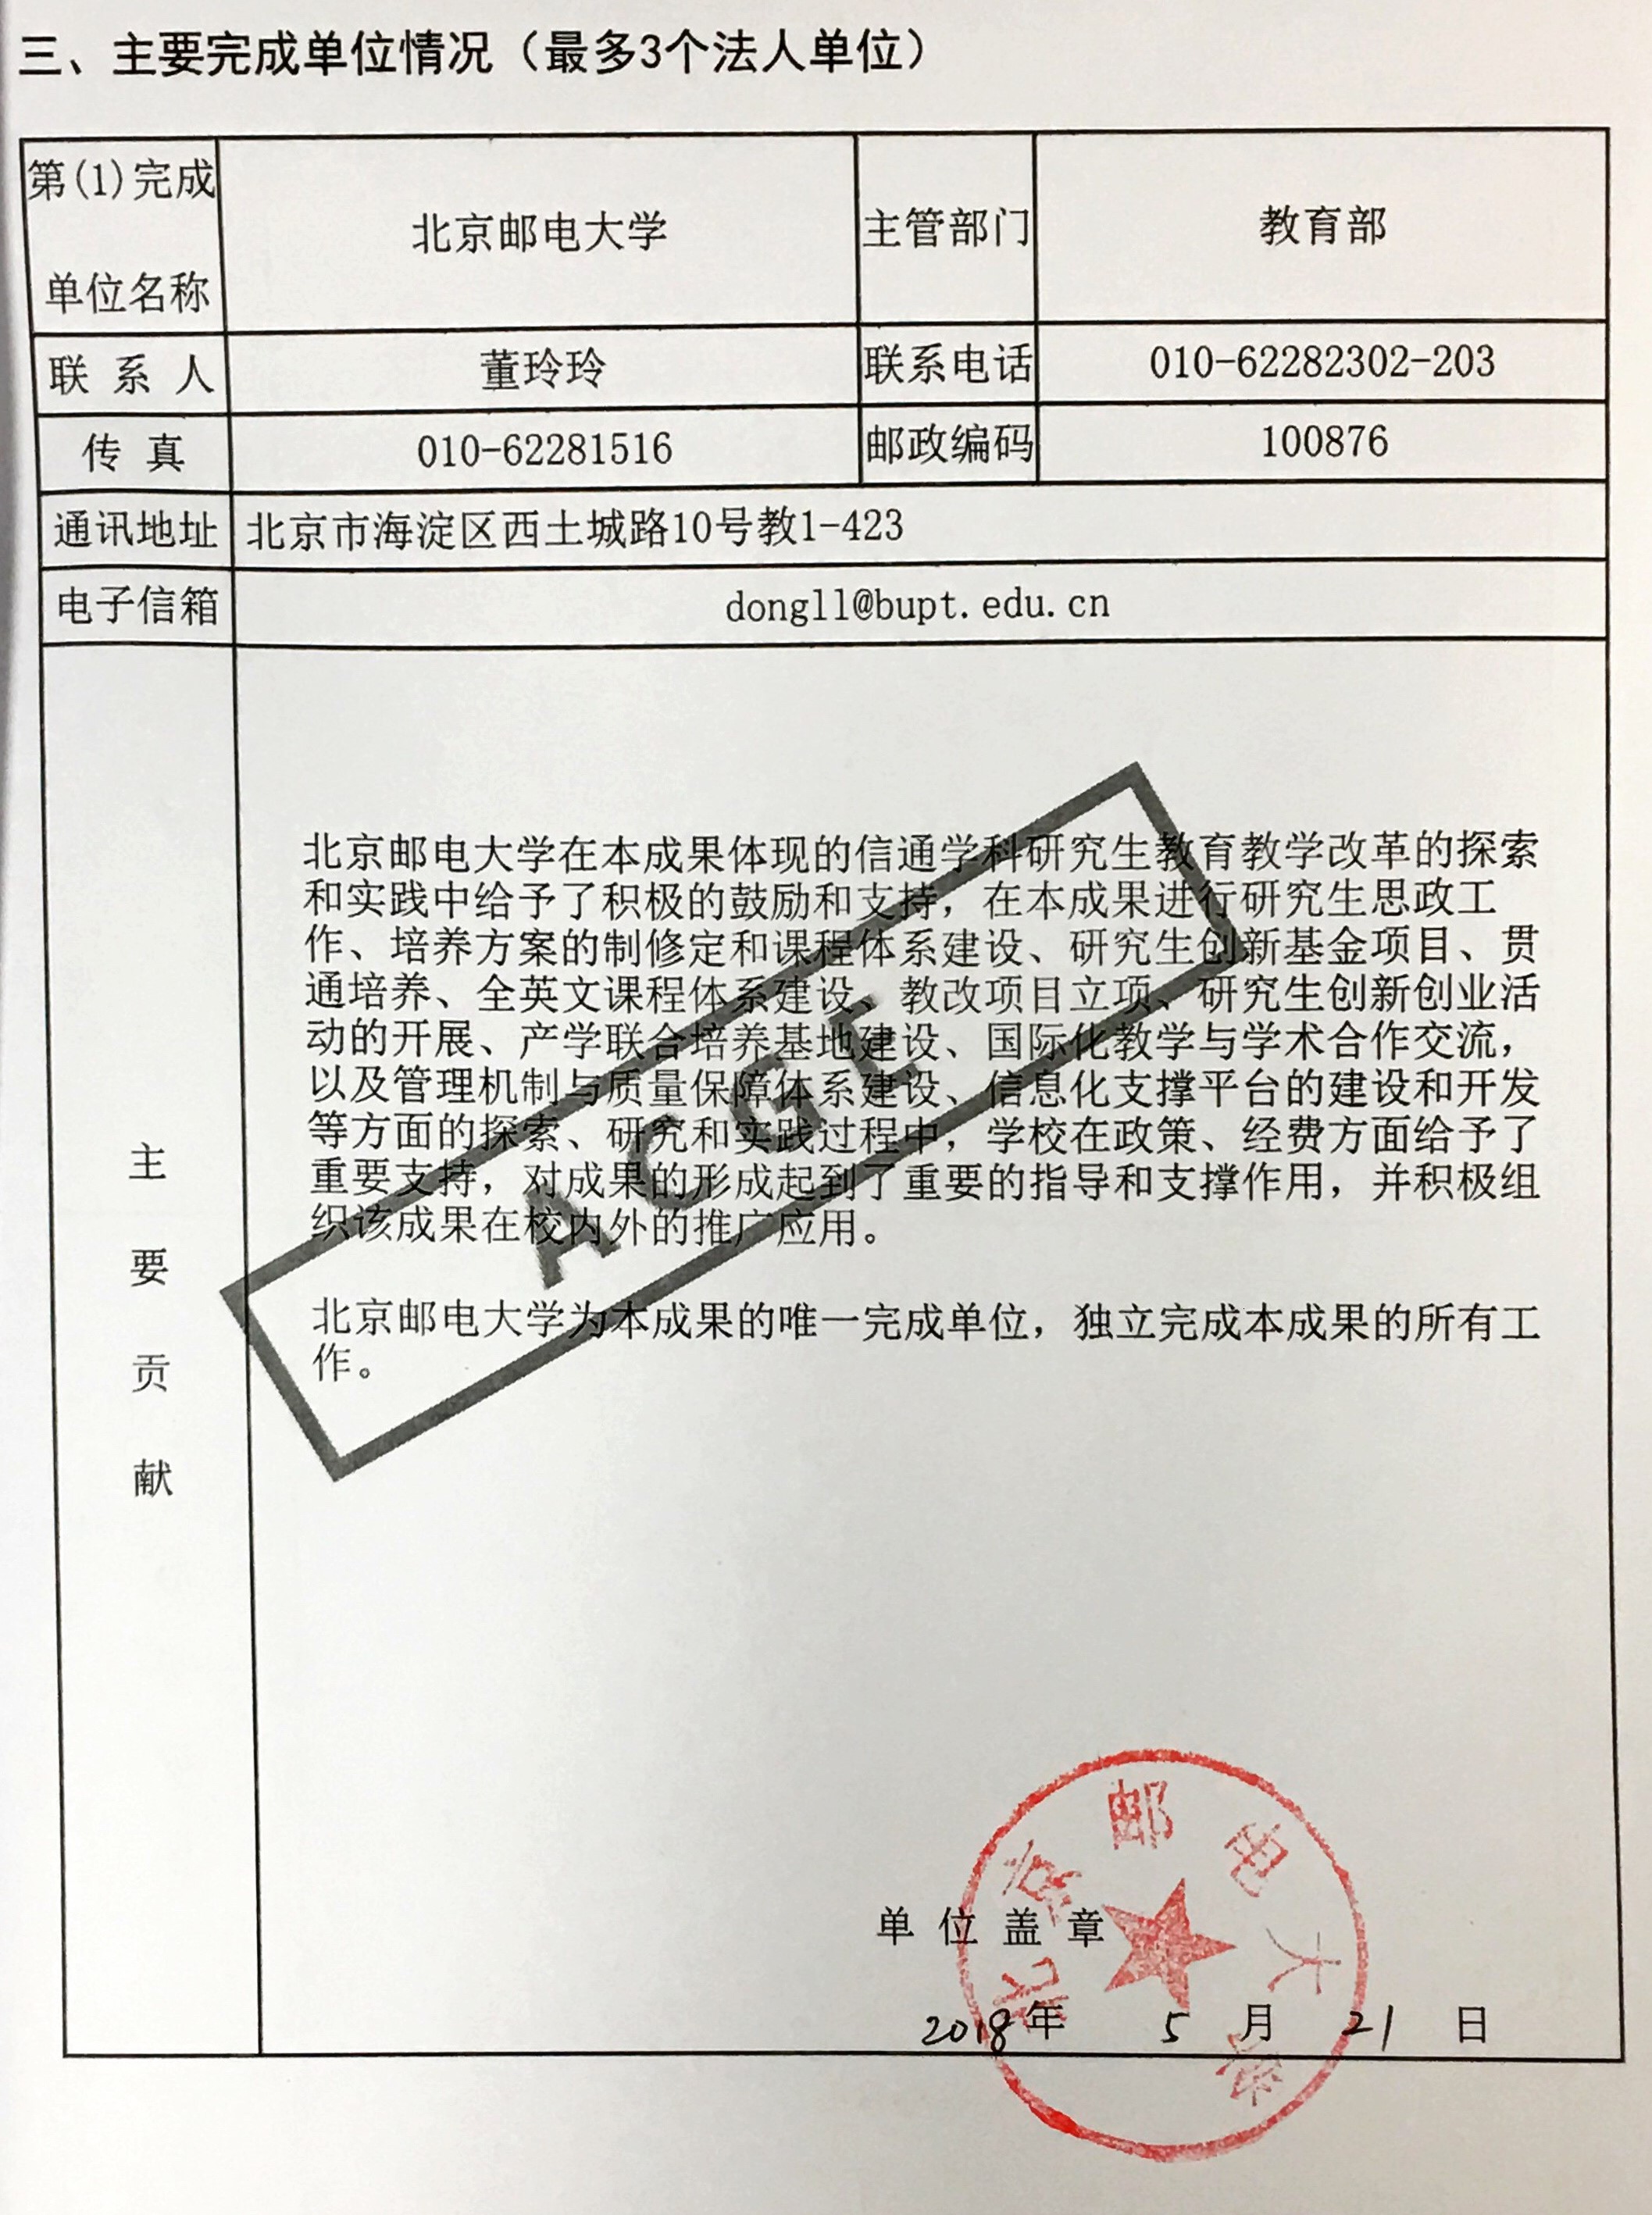 三、主要完成单位情况（最多3个法人单位）
第(1)完成
单位名称
北京邮电大学
主管部门
教育部
联 系 人
董玲玲
联系电话
010-62282302-203
传 真
010-62281516
邮政编码
100876
通讯地址
北京市海淀区西土城路10号教1-423
电子信箱
dongll@bupt.edu.cn
主
要
贡
献
北京邮电大学在本成果体现的信通学科研究生教育教学改革的探索
和实践中给予了积极的鼓励和支持，在本成果进行研究生思政工
作、培养方案的制修定和课程体系建设、研究生创新基金项目、贯
通培养、全英文课程体系建设、教改项目立项、研究生创新创业活
动的开展、产学联合培养基地建设、国际化教学与学术合作交流，
以及管理机制与质量保障体系建设、信息化支撑平台的建设和开发
等方面的探索、研究和实践过程中，学校在政策、经费方面给予了
重要支持，对成果的形成起到了重要的指导和支撑作用，并积极组
织该成果在校内外的推广应用。
北京邮电大学为本成果的唯一完成单位，独立完成本成果的所有工
作。
ACGE
单 位 盖 章
2018年 5 月 21 日
北京邮电大学